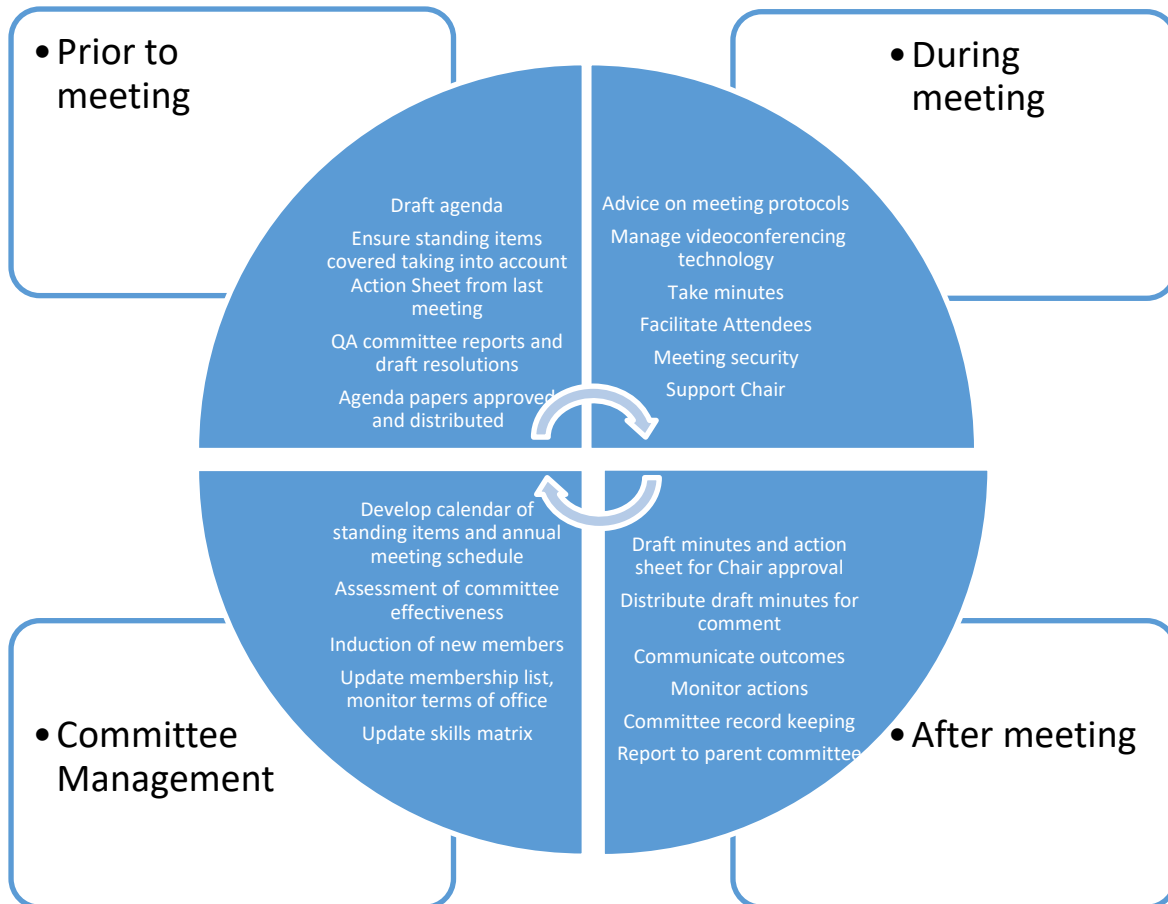 • Prior to
meeting
Draft agenda
Ensure standing items
covered taking into account
Action Sheet from last
meeting
QA committee reports and
draft resolutions
Agenda papers approved
and distributed
• During
meeting
Advice on meeting protocols
Manage videoconferencing
technology
Take minutes
Facilitate Attendees
Meeting security
Support Chair
• Committee
Management
Develop calendar of
standing items and annual
meeting schedule
Assessment of committee
effectiveness
Induction of new members
Update membership list,
monitor terms of office
Update skills matrix
• After meeting
Draft minutes and action
sheet for Chair approval
Distribute draft minutes for
comment
Communicate outcomes
Monitor actions
Committee record keeping
Report to parent committee